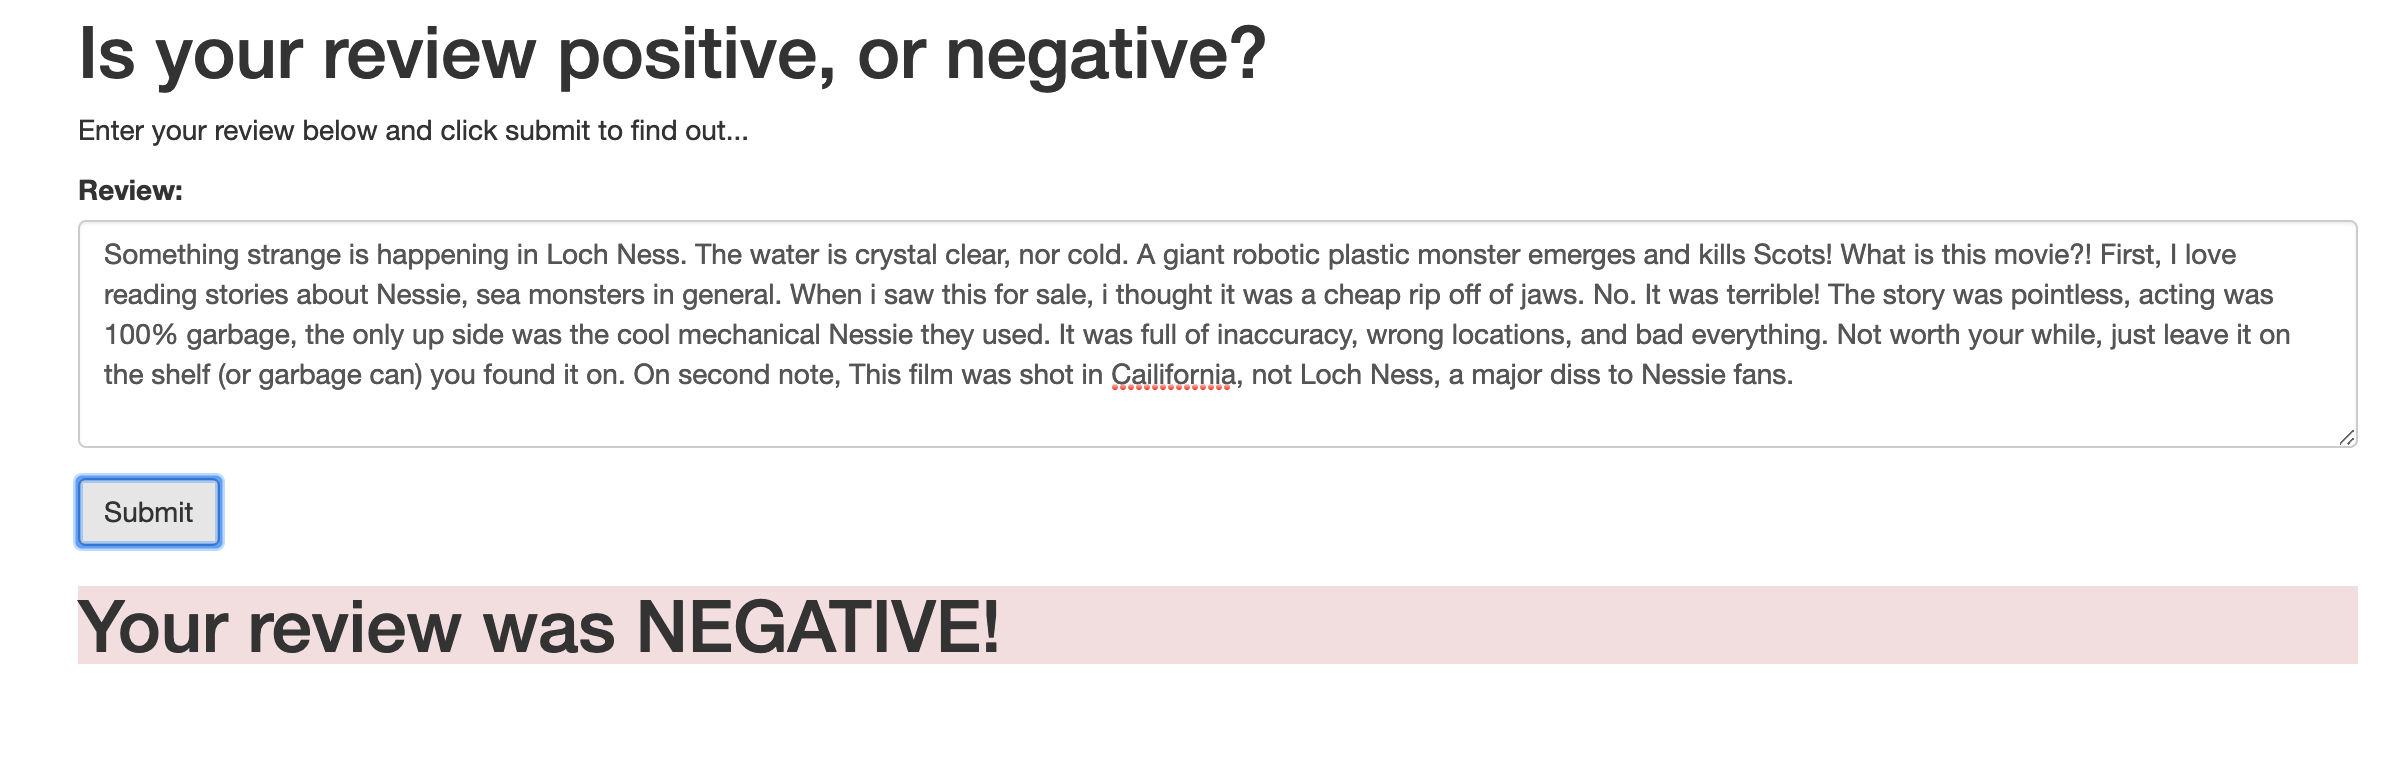 Is your review positive, or negative?
Enter your review below and click submit to find out...
Review:
Something strange is happening in Loch Ness. The water is crystal clear, nor cold. A giant robotic plastic monster emerges and kills Scots! What is this movie?! First, I love
reading stories about Nessie, sea monsters in general. When i saw this for sale, i thought it was a cheap rip off of jaws. No. It was terrible! The story was pointless, acting was
100% garbage, the only up side was the cool mechanical Nessie they used. It was full of inaccuracy, wrong locations, and bad everything. Not worth your while, just leave it on
the shelf (or garbage can) you found it on. On second note, This film was shot in Cailifornia, not Loch Ness, a major diss to Nessie fans.
Submit
Your review was NEGATIVE!